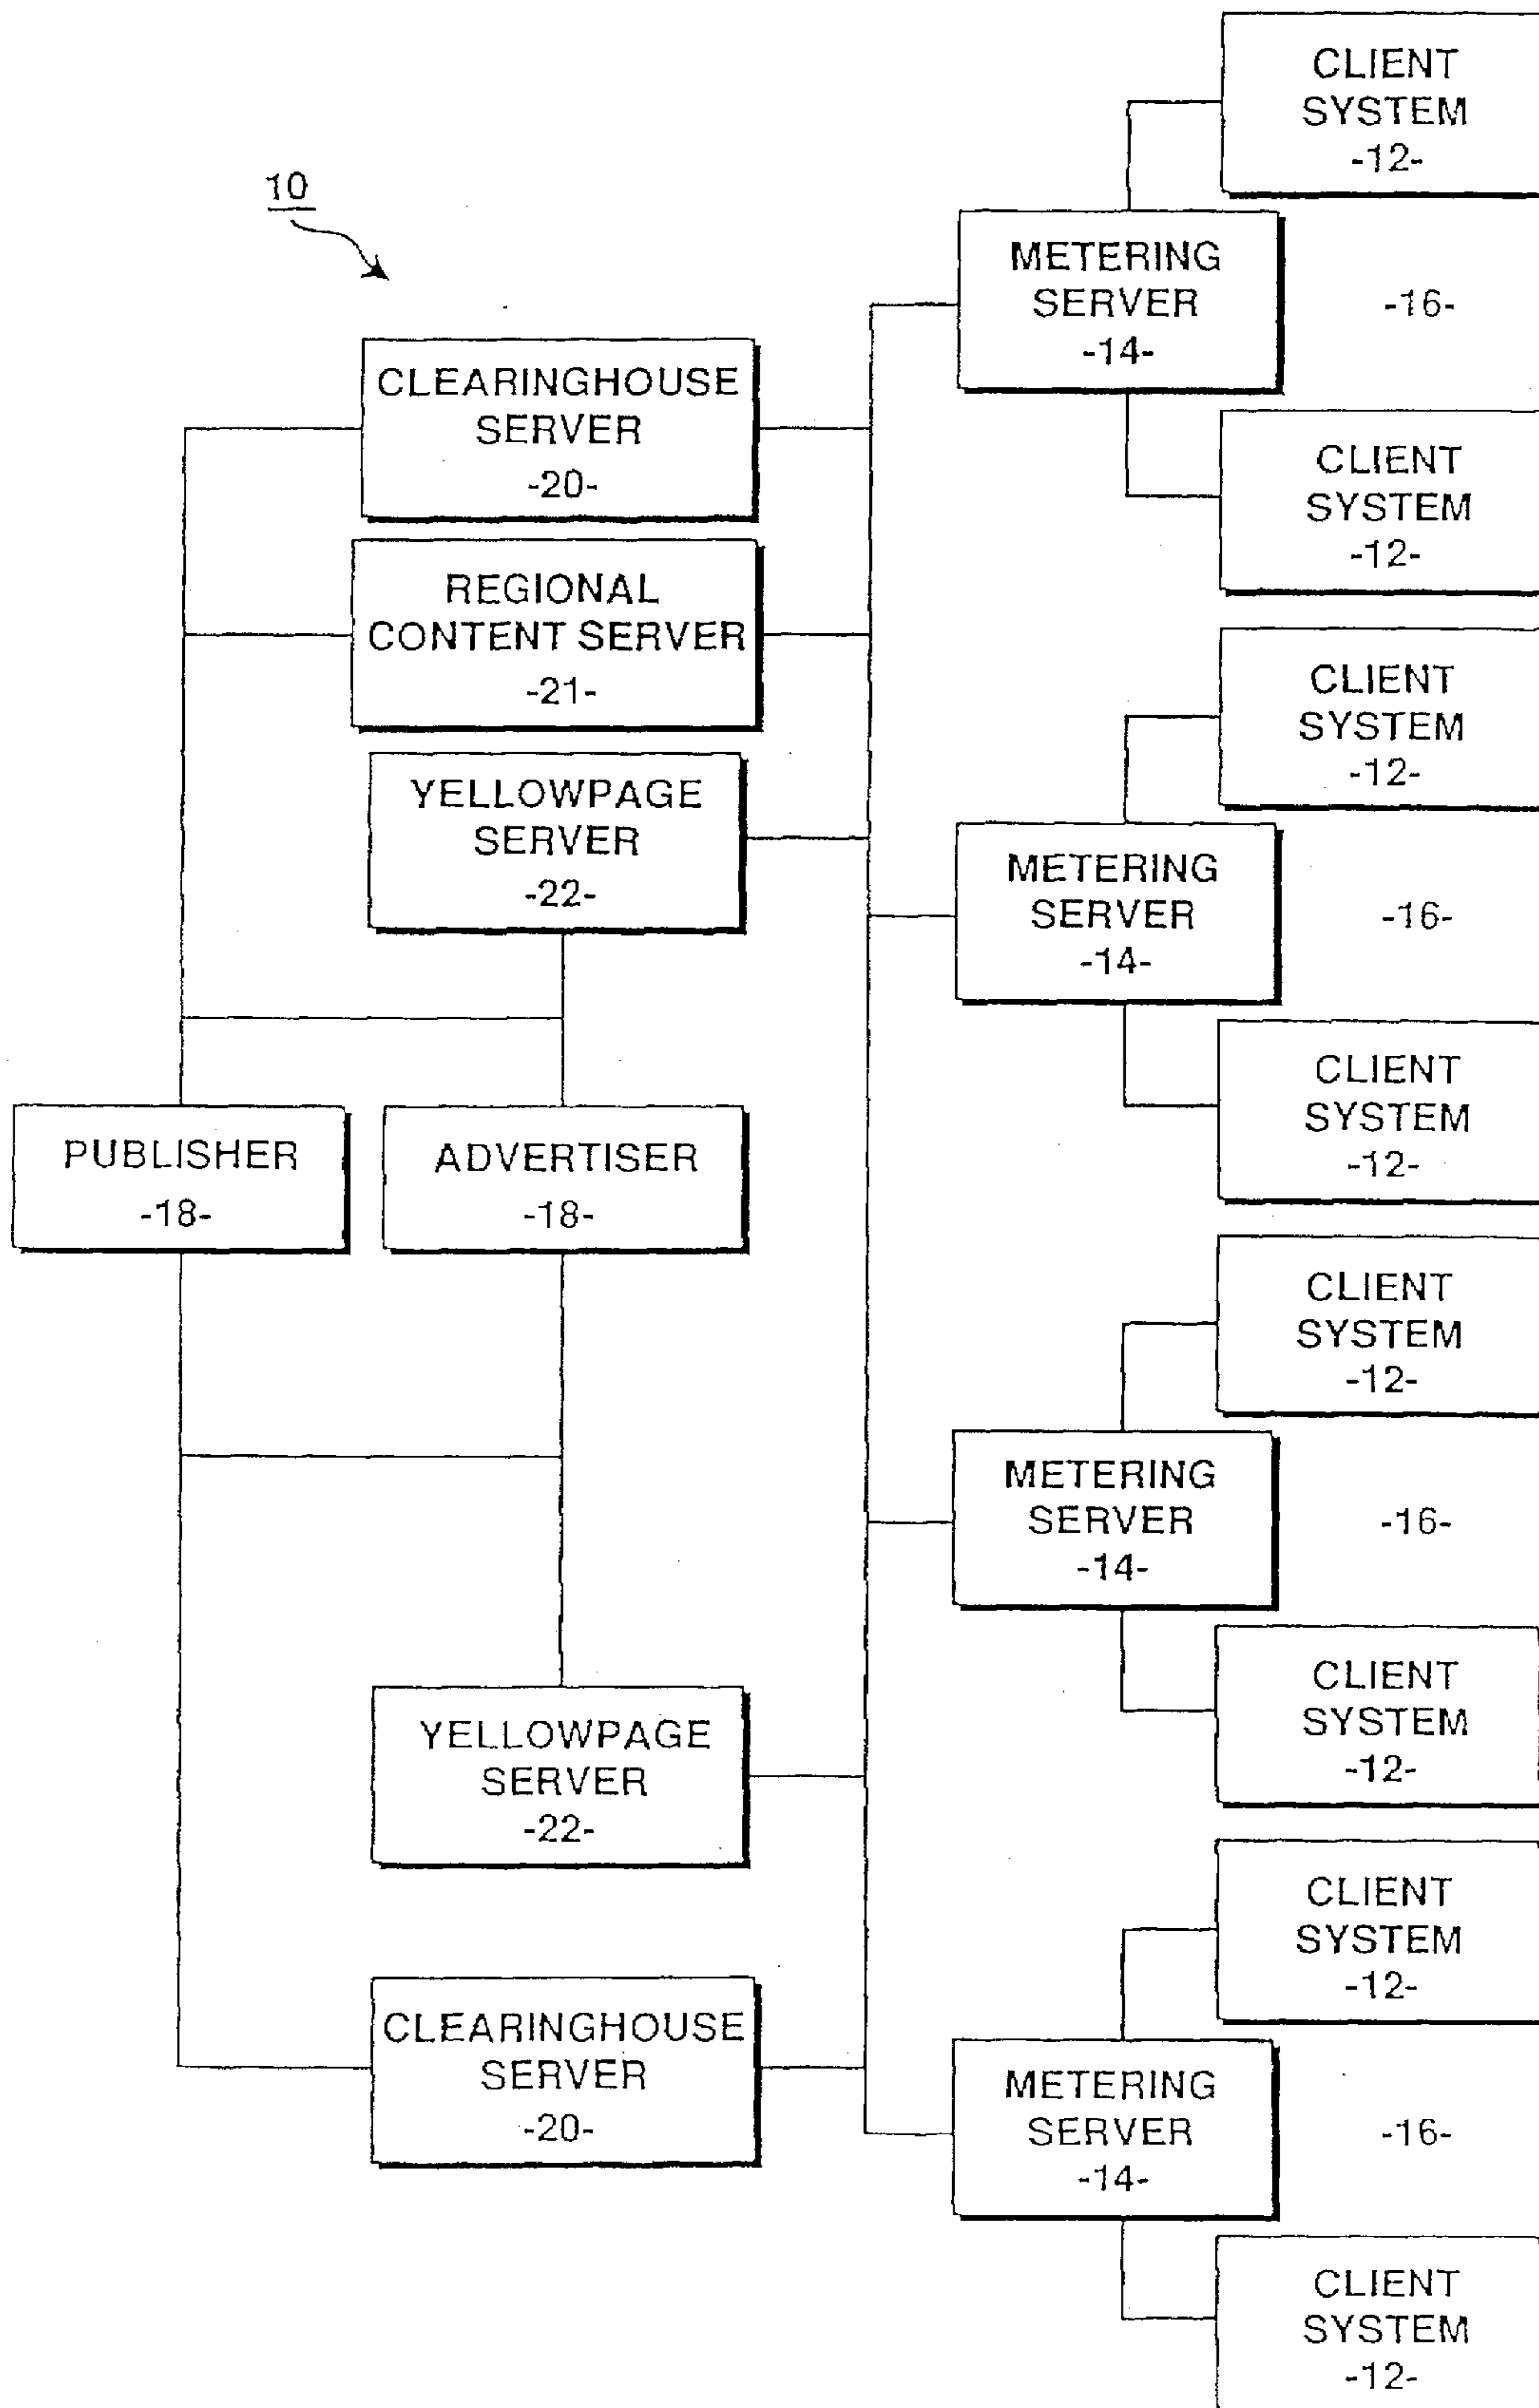 10
CLEARINGHOUSE
SERVER
-20-
REGIONAL
CONTENT SERVER
-21-
YELLOWPAGE
SERVER
-22-
PUBLISHER
-18-
ADVERTISER
-18-
YELLOWPAGE
SERVER
-22-
CLEARINGHOUSE
SERVER
-20-
CLIENT
SYSTEM
-12-
METERING
SERVER
-14-
-16-
CLIENT
SYSTEM
-12-
CLIENT
SYSTEM
-12-
METERING
SERVER
-14-
-16-
CLIENT
SYSTEM
-12-
CLIENT
SYSTEM
-12-
METERING
SERVER
-14-
-16-
CLIENT
SYSTEM
-12-
CLIENT
SYSTEM
-12-
METERING
SERVER
-14-
-16-
CLIENT
SYSTEM
-12-